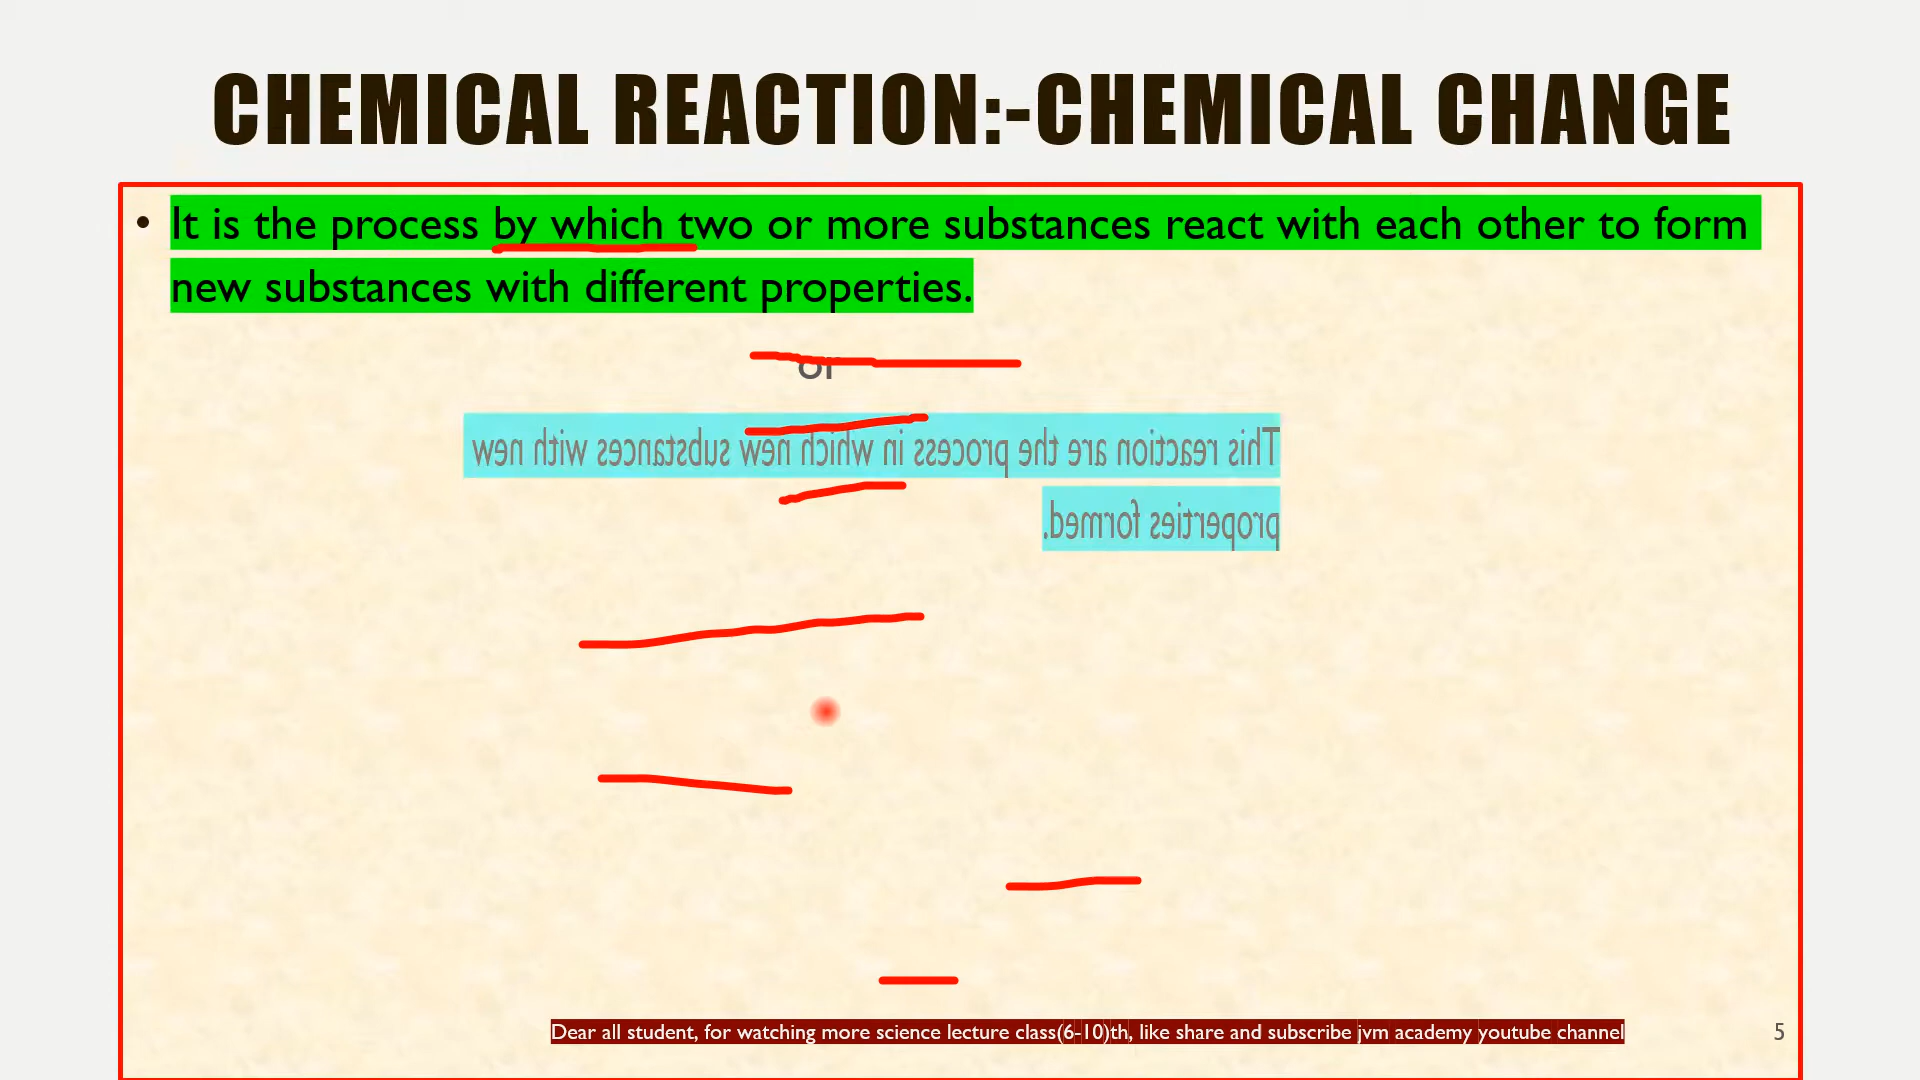 CHEMICAL REACTION:-CHEMICAL CHANGE
• It is the process by which two or more substances react with each other to form
new substances with different properties.
or
This reaction are the process in which new substances with new
properties formed.
Dear all student, for watching more science lecture class(6-10)th, like share and subscribe jvm academy youtube channel
5